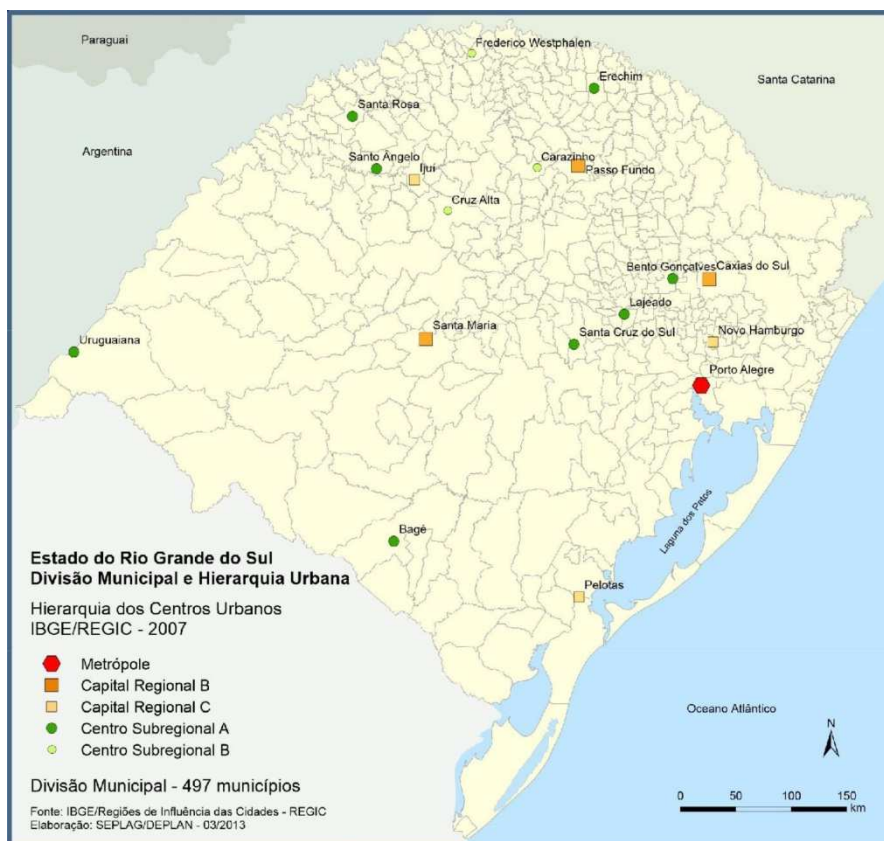 Paraguai
Frederico Westphalen
Erechim
Santa Catarina
Santa Rosa
Argentina
Santo Ângelo
Ijuí
Carazinho
Passo Fundo
Cruz Alta
Bento Gonçalves
Caxias do Sul
Lajeado
Santa Maria
Santa Cruz do Sul
Novo Hamburgo
Uruguaiana
Porto Alegre
Laguna dos Patos
Bagé
Pelotas
Oceano Atlântico
Estado do Rio Grande do Sul
Divisão Municipal e Hierarquia Urbana
Hierarquia dos Centros Urbanos
IBGE/REGIC - 2007
Metrópole
Capital Regional B
Capital Regional C
Centro Subregional A
Centro Subregional B
Divisão Municipal - 497 municípios
Fonte: IBGE/Regiões de Influência das Cidades - REGIC
Elaboração: SEPLAG/DEPLAN - 03/2013
N
0 50 100 150
km